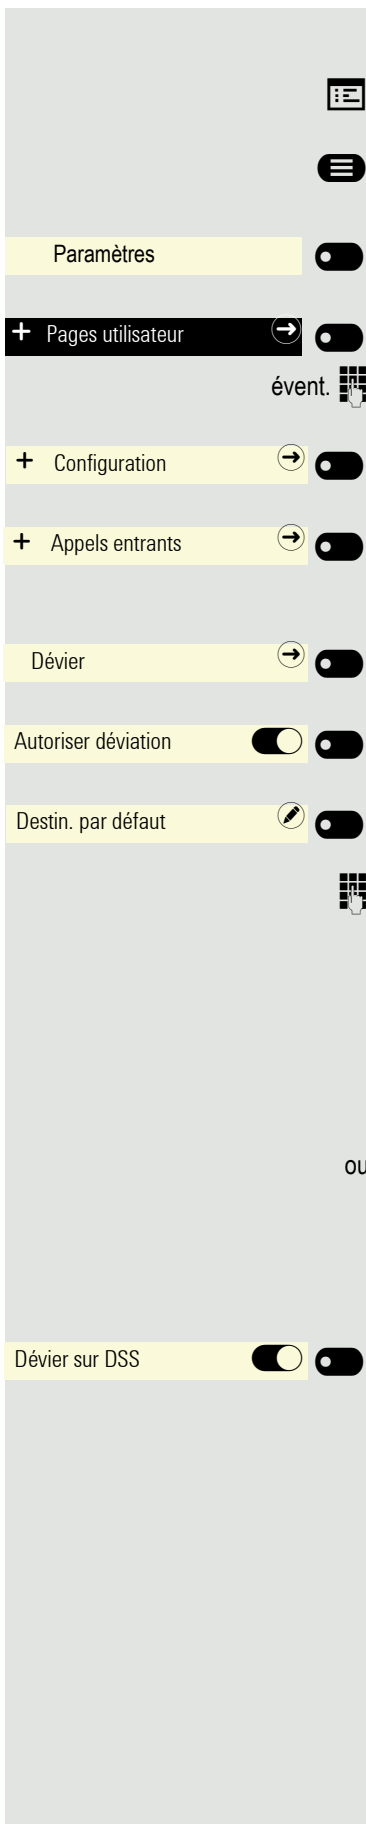 Paramètres
+ Pages utilisateur
évent.
+ Configuration
+ Appels entrants
Dévier
Autoriser déviation
Destin. par défaut
ou
Dévier sur DSS